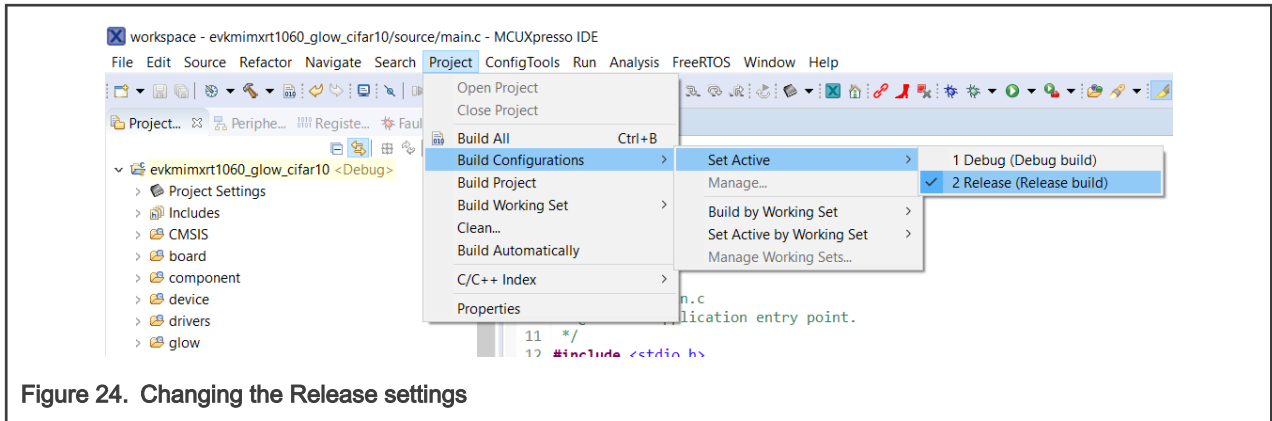 workspace - evkmimxrt1060_glow_cifar10/source/main.c - MCUXpresso IDE
File Edit Source Refactor Navigate Search Project ConfigTools Run Analysis FreeRTOS Window Help
Project... Periphe... Registe... Faul
Open Project
Close Project
Build All Ctrl+B
Build Configurations > Set Active > 1 Debug (Debug build)
evkmimxrt1060_glow_cifar10 <Debug>
Build Project Manage... 2 Release (Release build)
> Project Settings
Build Working Set > Build by Working Set >
> Includes
Clean... Set Active by Working Set >
> CMSIS
Build Automatically Manage Working Sets...
> board
> component
C/C++ Index >
> device n.c
Properties
> drivers lication entry point.
> glow 11 */
12 #include <stdio.h>
Figure 24. Changing the Release settings